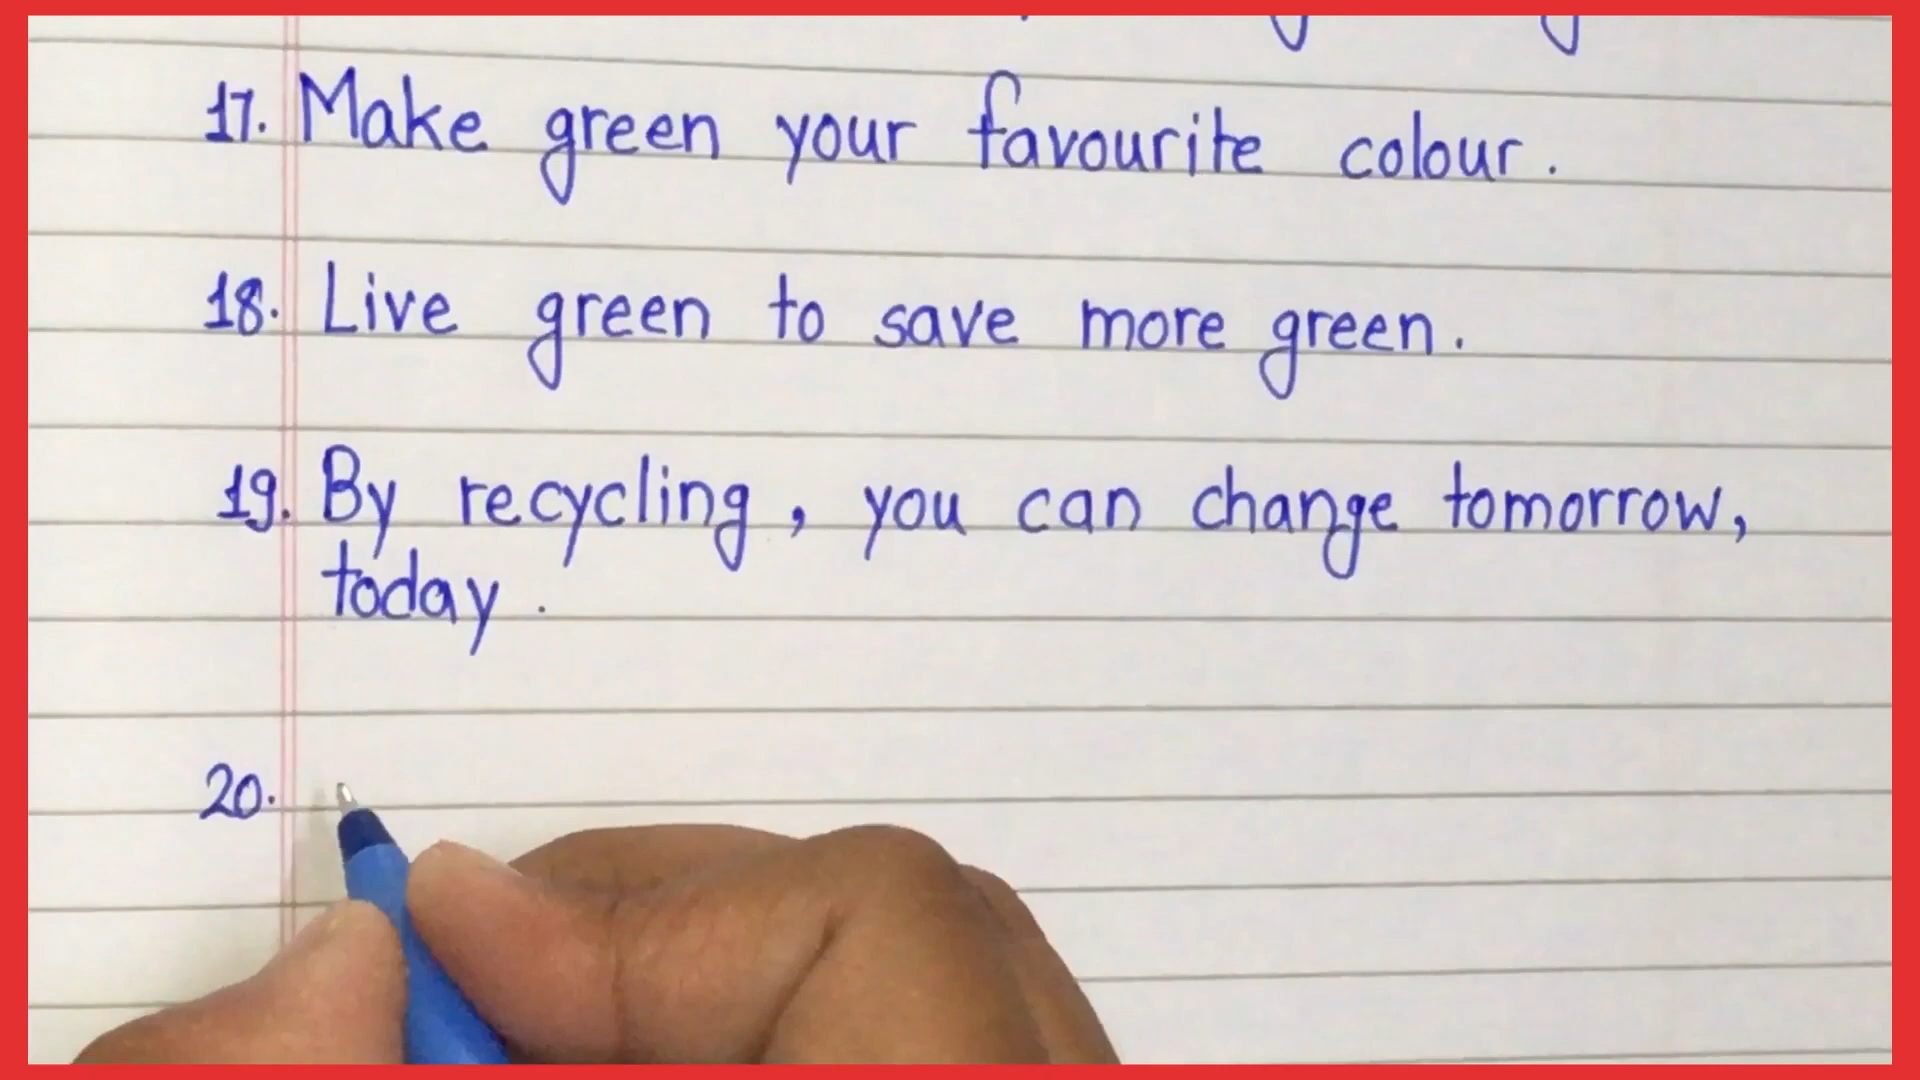 17. Make green your favourite colour.
18. Live green to save more green.
19. By recycling, you can change tomorrow,
today.
20.